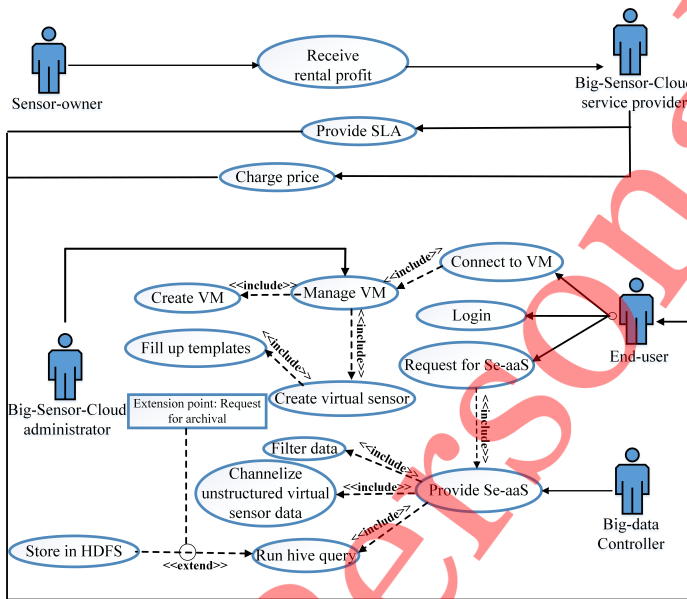 Receive
rental profit
Sensor-owner
Big-Sensor-Cloud
service provider
Provide SLA
Charge price
<<include>>
Connect to VM
<<include>>
Create VM
Manage VM
Login
<<include>>
Fill up templates
<<include>>
Request for Se-aaS
End-user
Create virtual sensor
Big-Sensor-Cloud
administrator
Extension point: Request
for archival
<<include>>
Filter data
<<include>>
Channelize
unstructured virtual
sensor data
<<include>>
Provide Se-aaS
Big-data
Controller
<<include>>
Store in HDFS
Run hive query
<<extend>>
erson